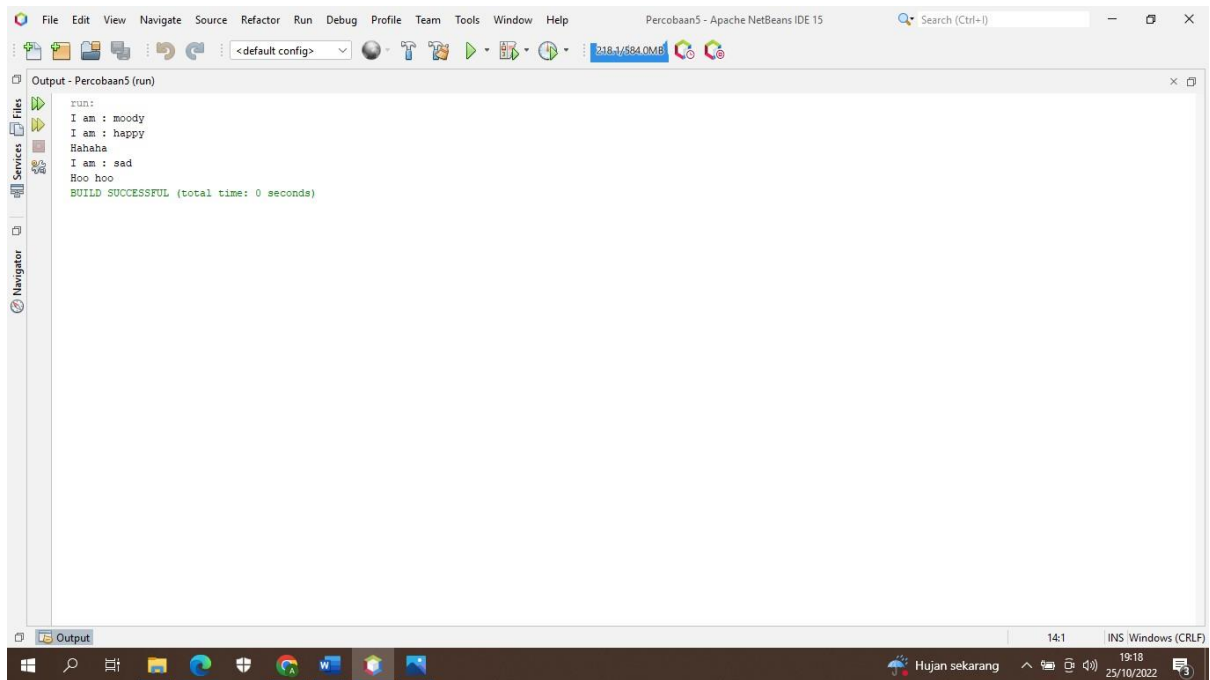 File Edit View Navigate Source Refactor Run Debug Profile Team Tools Window Help Percobaan5 - Apache NetBeans IDE 15 Search (Ctrl+I)
<default config> 218.1/584.0MB
Output - Percobaan5 (run)
Files
Services
Navigator
run:
I am : moody
I am : happy
Hahaha
I am : sad
Hoo hoo
BUILD SUCCESSFUL (total time: 0 seconds)
Output 14:1 INS Windows (CRLF)
Hujan sekarang 19:18
25/10/2022 3